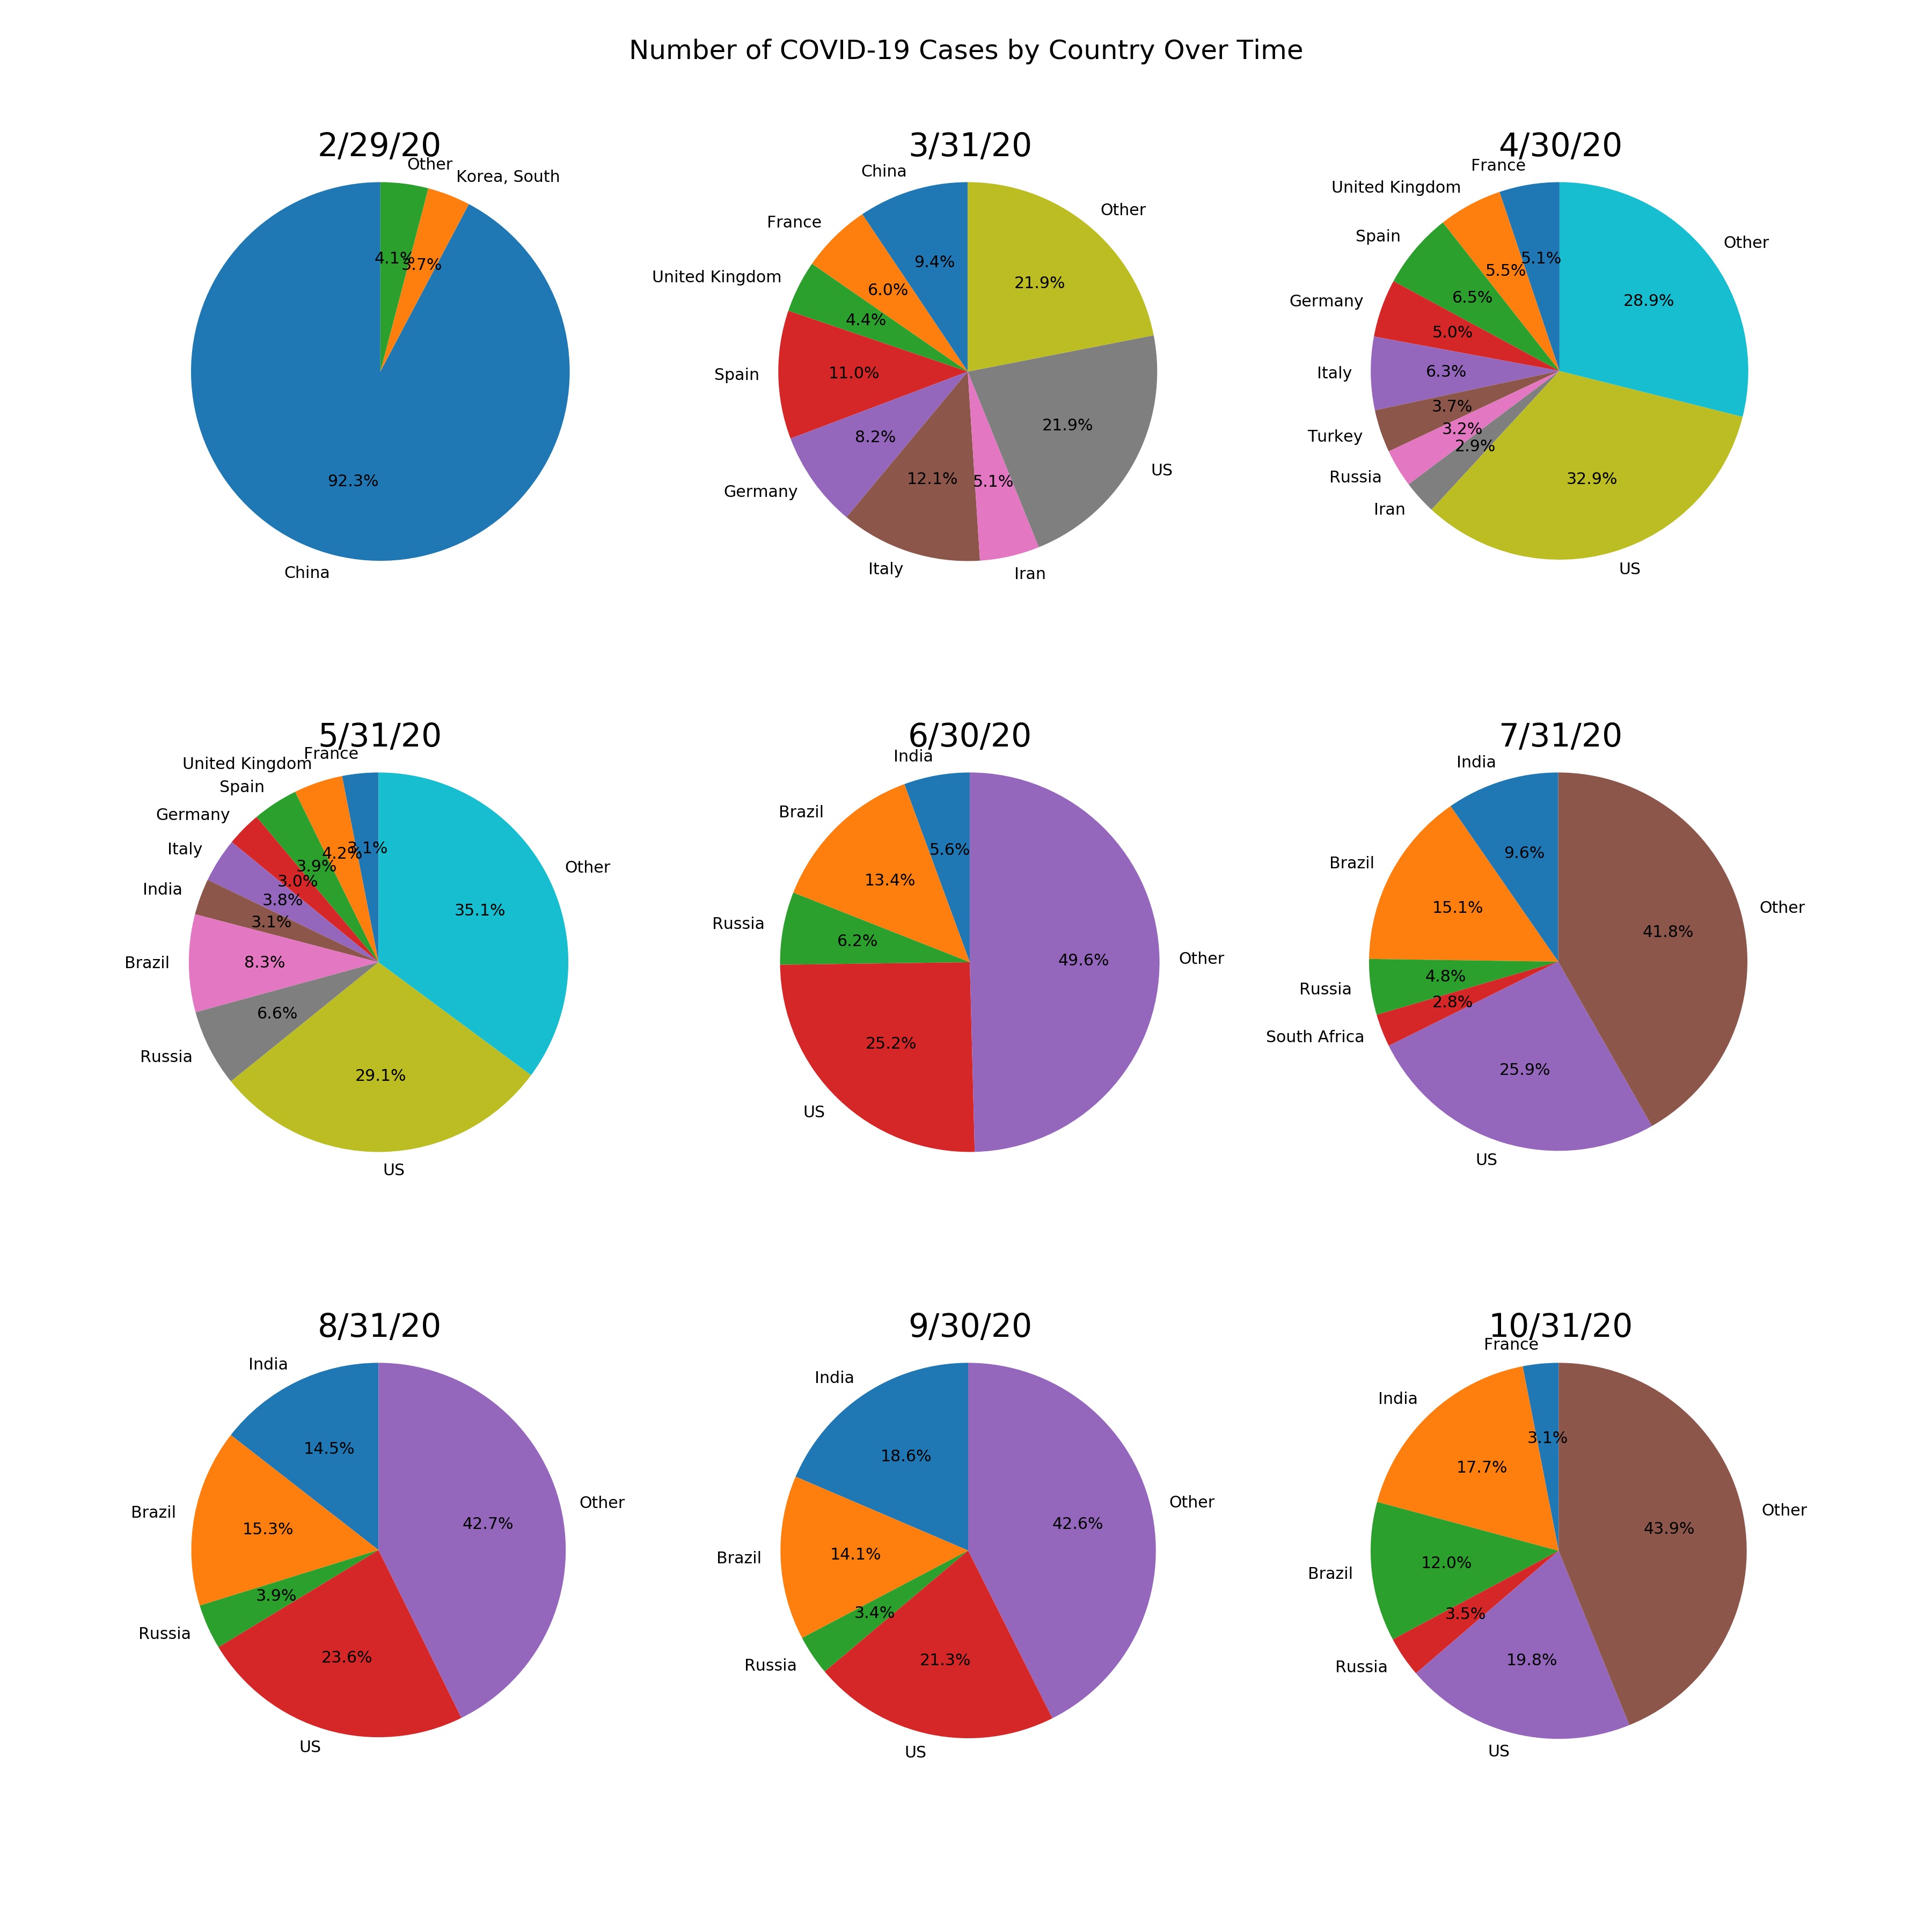 Number of COVID-19 Cases by Country Over Time
2/29/20
Other
Korea, South
4.1%
3.7%
92.3%
China
3/31/20
China
Other
France
9.4%
21.9%
United Kingdom
6.0%
4.4%
Spain
11.0%
21.9%
8.2%
US
Germany
12.1%
5.1%
Italy
Iran
4/30/20
France
United Kingdom
Spain
Other
5.1%
5.5%
6.5%
28.9%
Germany
5.0%
Italy
6.3%
3.7%
Turkey
3.2%
2.9%
Russia
32.9%
Iran
US
5/31/20
France
United Kingdom
Spain
Germany
Italy
3.1%
4.2%
3.9%
Other
3.0%
India
3.8%
35.1%
3.1%
Brazil
8.3%
6.6%
Russia
29.1%
US
6/30/20
India
Brazil
5.6%
13.4%
Russia
6.2%
49.6%
Other
25.2%
US
7/31/20
India
Brazil
9.6%
15.1%
Other
41.8%
4.8%
Russia
2.8%
South Africa
25.9%
US
8/31/20
India
14.5%
Brazil
Other
15.3%
42.7%
3.9%
Russia
23.6%
US
9/30/20
India
18.6%
Other
42.6%
Brazil
14.1%
3.4%
Russia
21.3%
US
10/31/20
France
India
3.1%
17.7%
Other
43.9%
Brazil
12.0%
3.5%
Russia
19.8%
US